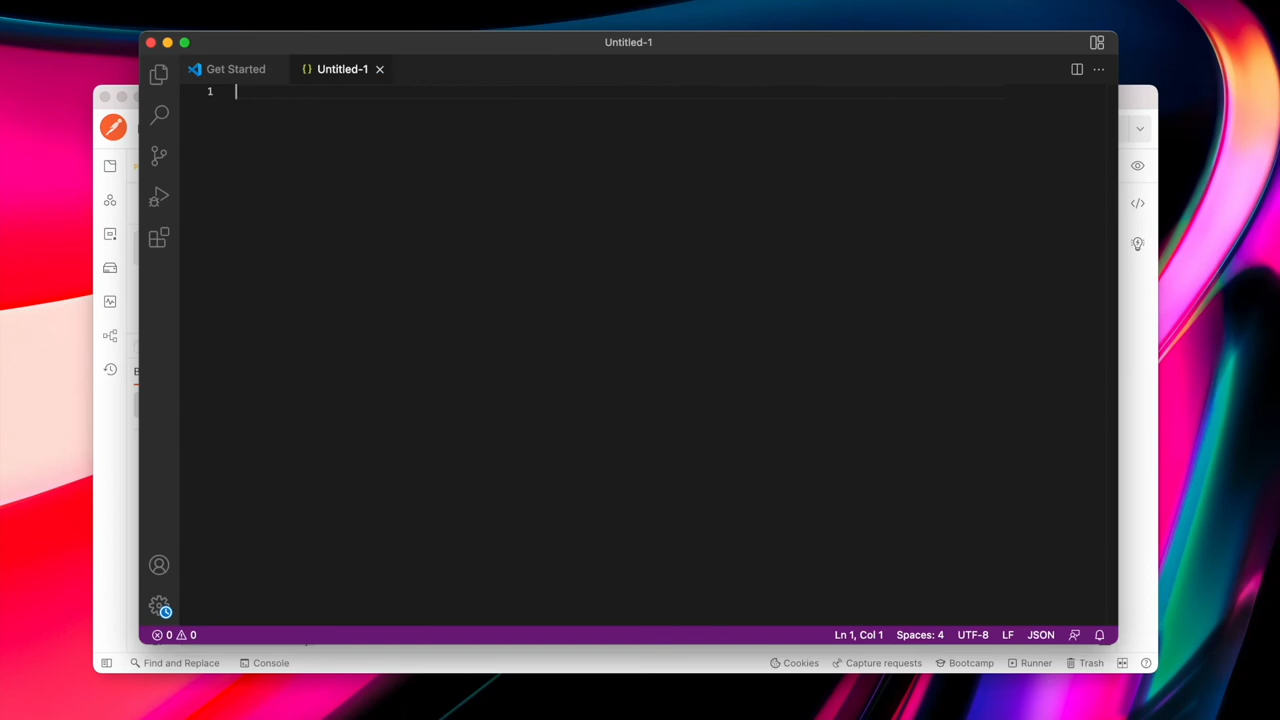 Untitled-1
Get Started
{ } Untitled-1
1
0 0
Ln 1, Col 1 Spaces: 4 UTF-8 LF JSON
Find and Replace Console Cookies Capture requests Bootcamp Runner Trash